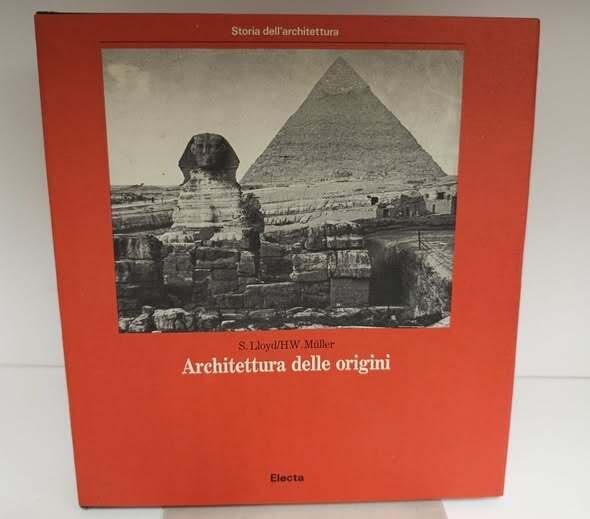 Storia dell'architettura
S. Lloyd/H.W. Müller
Architettura delle origini
Electa